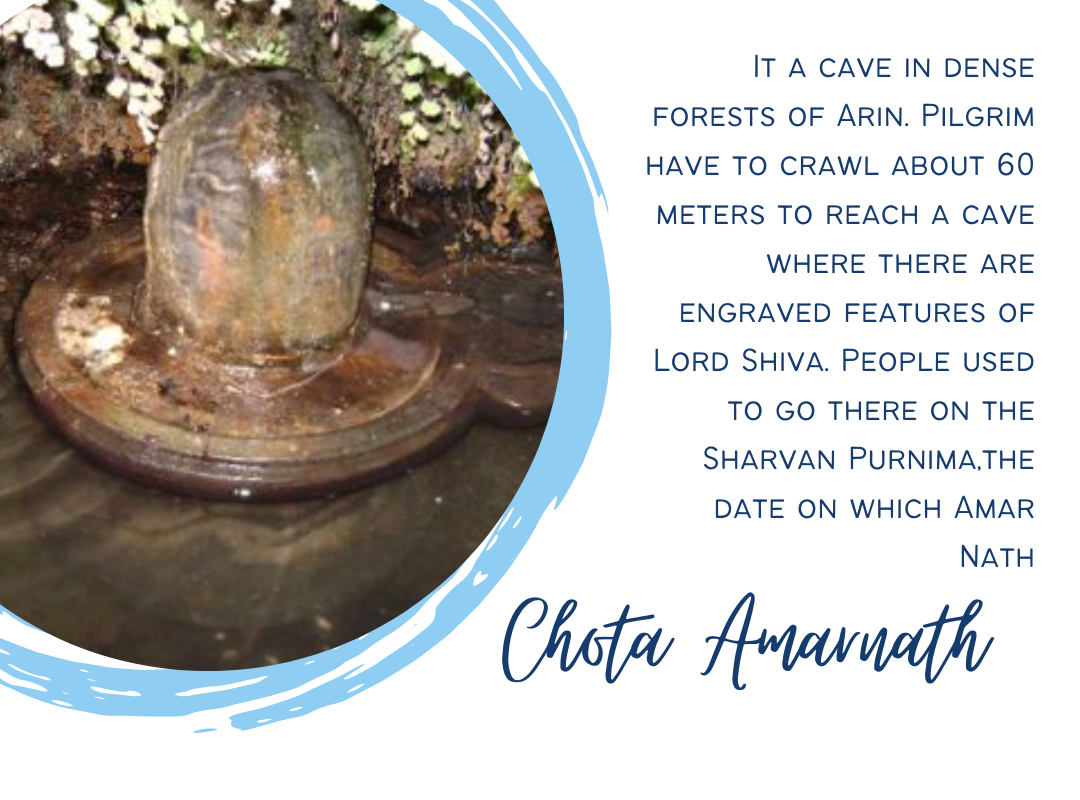 It a cave in dense
forests of Arin. Pilgrim
have to crawl about 60
meters to reach a cave
where there are
engraved features of
Lord Shiva. People used
to go there on the
Sharvan Purnima,the
date on which Amar
Nath
Chota Amarnath